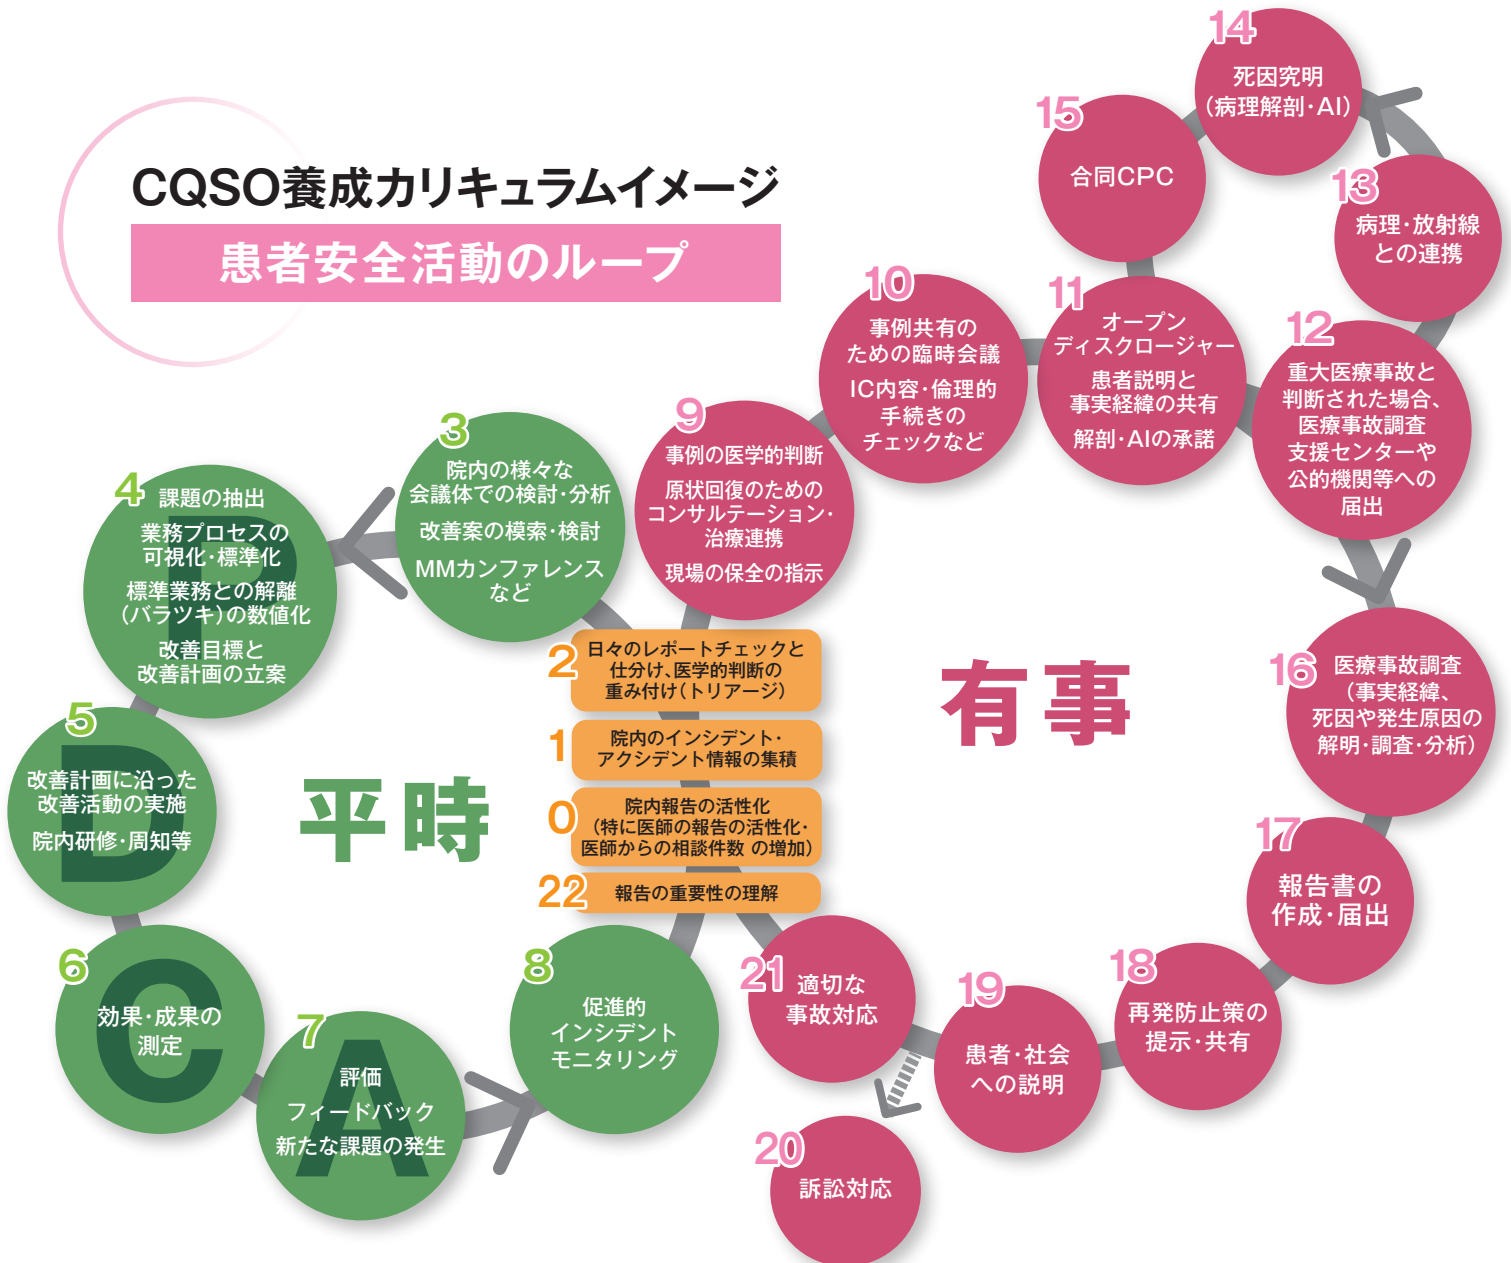 CQSO養成カリキュラムイメージ
患者安全活動のループ
平時
有事
0
院内報告の活性化
(特に医師の報告の活性化・
医師からの相談件数 の増加)
1
院内のインシデント・
アクシデント情報の集積
2
日々のレポートチェックと
仕分け、医学的判断の
重み付け(トリアージ)
3
院内の様々な
会議体での検討・分析
改善案の模索・検討
MMカンファレンス
など
4
P
課題の抽出
業務プロセスの
可視化・標準化
標準業務との解離
(バラツキ)の数値化
改善目標と
改善計画の立案
5
D
改善計画に沿った
改善活動の実施
院内研修・周知等
6
C
効果・成果の
測定
7
A
評価
フィードバック
新たな課題の発生
8
促進的
インシデント
モニタリング
9
事例の医学的判断
原状回復のための
コンサルテーション・
治療連携
現場の保全の指示
10
事例共有の
ための臨時会議
IC内容・倫理的
手続きの
チェックなど
11
オープン
ディスクロージャー
患者説明と
事実経緯の共有
解剖・AIの承諾
12
重大医療事故と
判断された場合、
医療事故調査
支援センターや
公的機関等への
届出
13
病理・放射線
との連携
14
死因究明
(病理解剖・AI)
15
合同CPC
16
医療事故調査
(事実経緯、
死因や発生原因の
解明・調査・分析)
17
報告書の
作成・届出
18
再発防止策の
提示・共有
19
患者・社会
への説明
20
訴訟対応
21
適切な
事故対応
22
報告の重要性の理解